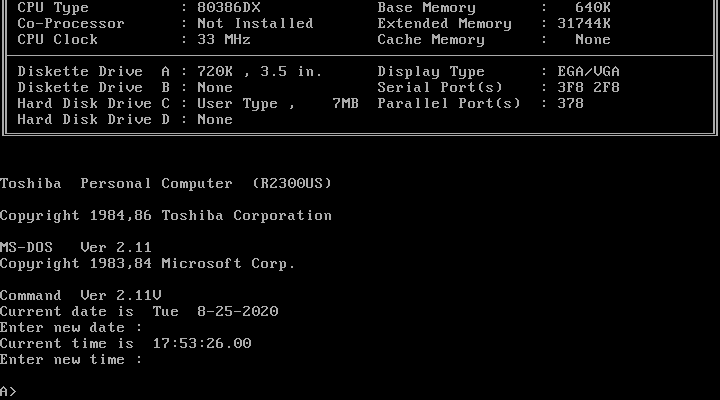 CPU Type : 80386DX Base Memory : 640K
Co-Processor : Not Installed Extended Memory : 31744K
CPU Clock : 33 MHz Cache Memory : None
Diskette Drive A : 720K , 3.5 in. Display Type : EGA/VGA
Diskette Drive B : None Serial Port(s) : 3F8 2F8
Hard Disk Drive C : User Type , 7MB Parallel Port(s) : 378
Hard Disk Drive D : None
Toshiba Personal Computer (R2300US)
Copyright 1984,86 Toshiba Corporation
MS-DOS Ver 2.11
Copyright 1983,84 Microsoft Corp.
Command Ver 2.11V
Current date is Tue 8-25-2020
Enter new date :
Current time is 17:53:26.00
Enter new time :
A>